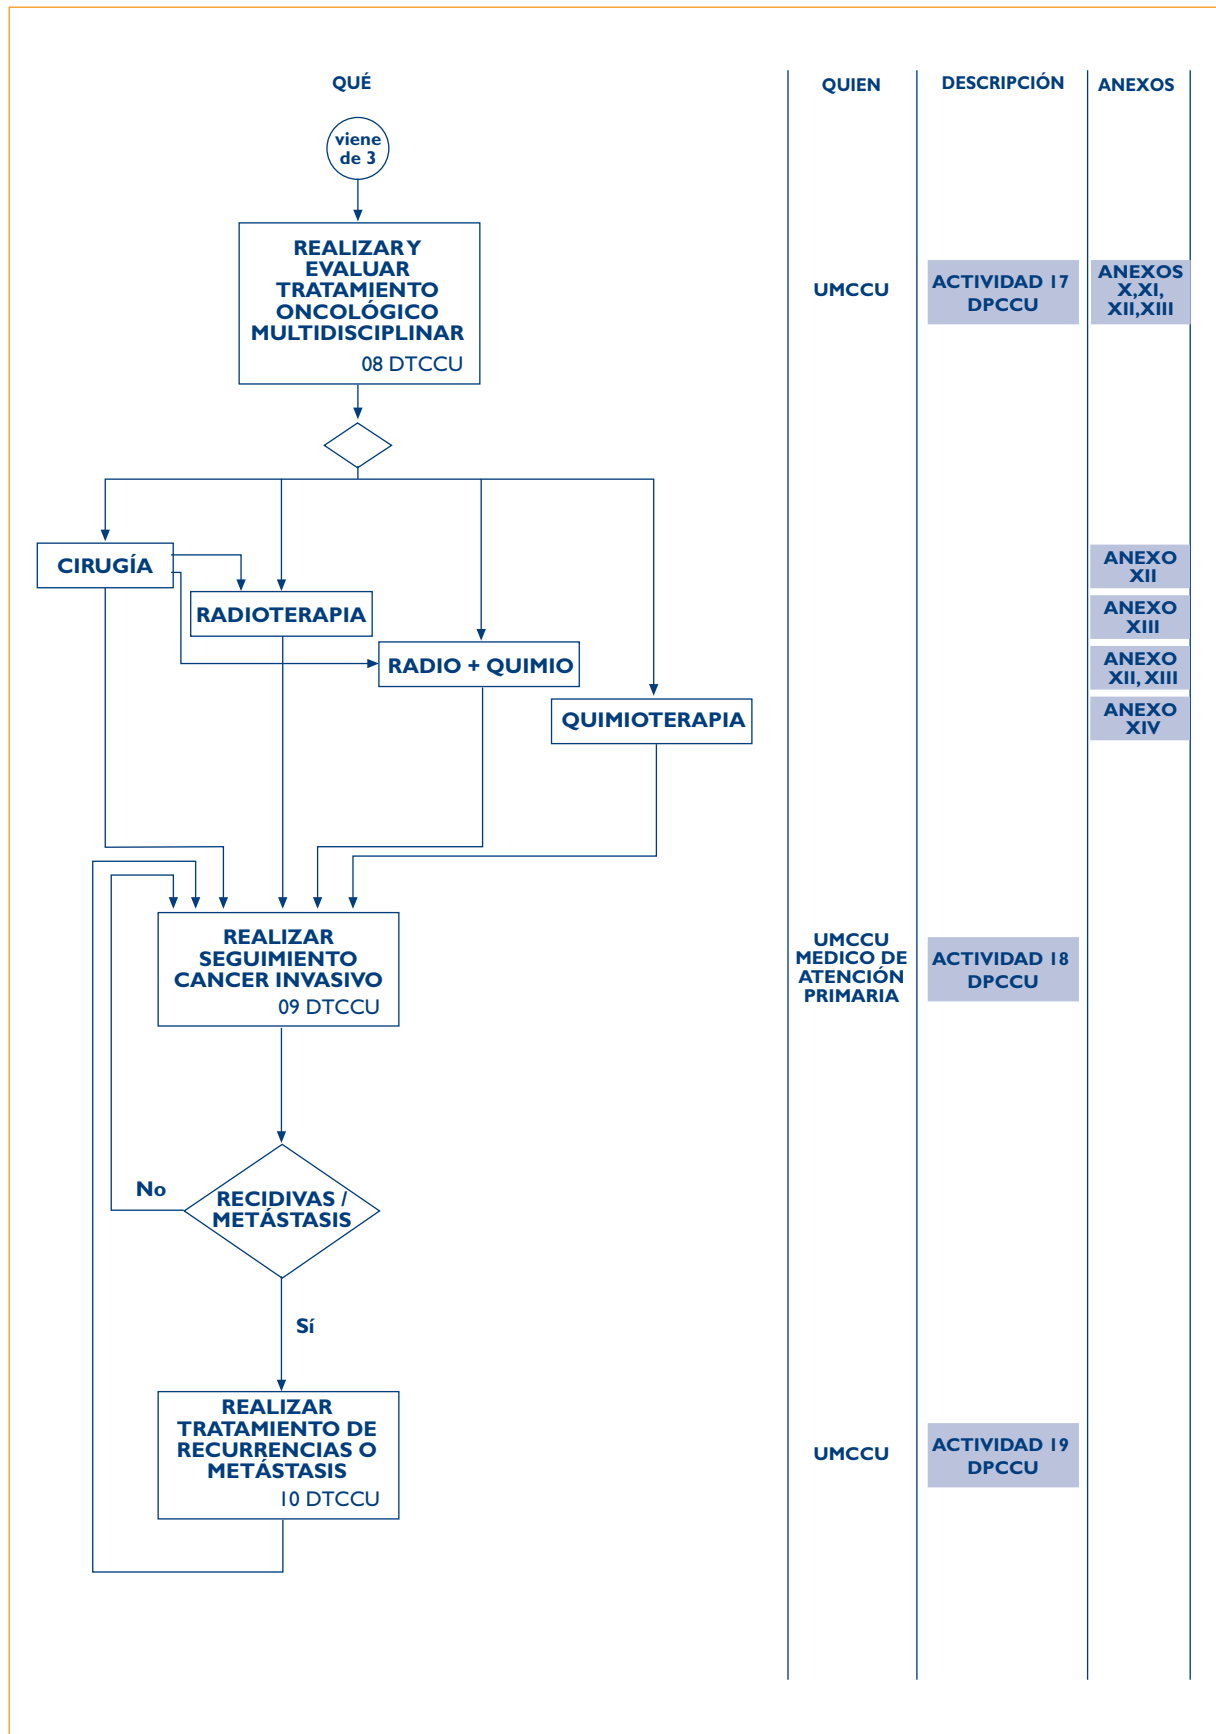 QUÉ
QUIEN
DESCRIPCIÓN
ANEXOS
viene
de 3
REALIZAR Y
EVALUAR
TRATAMIENTO
ONCOLÓGICO
MULTIDISCIPLINAR
08 DTCCU
UMCCU
ACTIVIDAD 17
DPCCU
ANEXOS
X,XI,
XII,XIII
CIRUGÍA
RADIOTERAPIA
RADIO + QUIMIO
QUIMIOTERAPIA
ANEXO
XII
ANEXO
XIII
ANEXO
XII, XIII
ANEXO
XIV
REALIZAR
SEGUIMIENTO
CANCER INVASIVO
09 DTCCU
UMCCU
MEDICO DE
ATENCIÓN
PRIMARIA
ACTIVIDAD 18
DPCCU
No
RECIDIVAS /
METÁSTASIS
Sí
REALIZAR
TRATAMIENTO DE
RECURRENCIAS O
METÁSTASIS
10 DTCCU
UMCCU
ACTIVIDAD 19
DPCCU